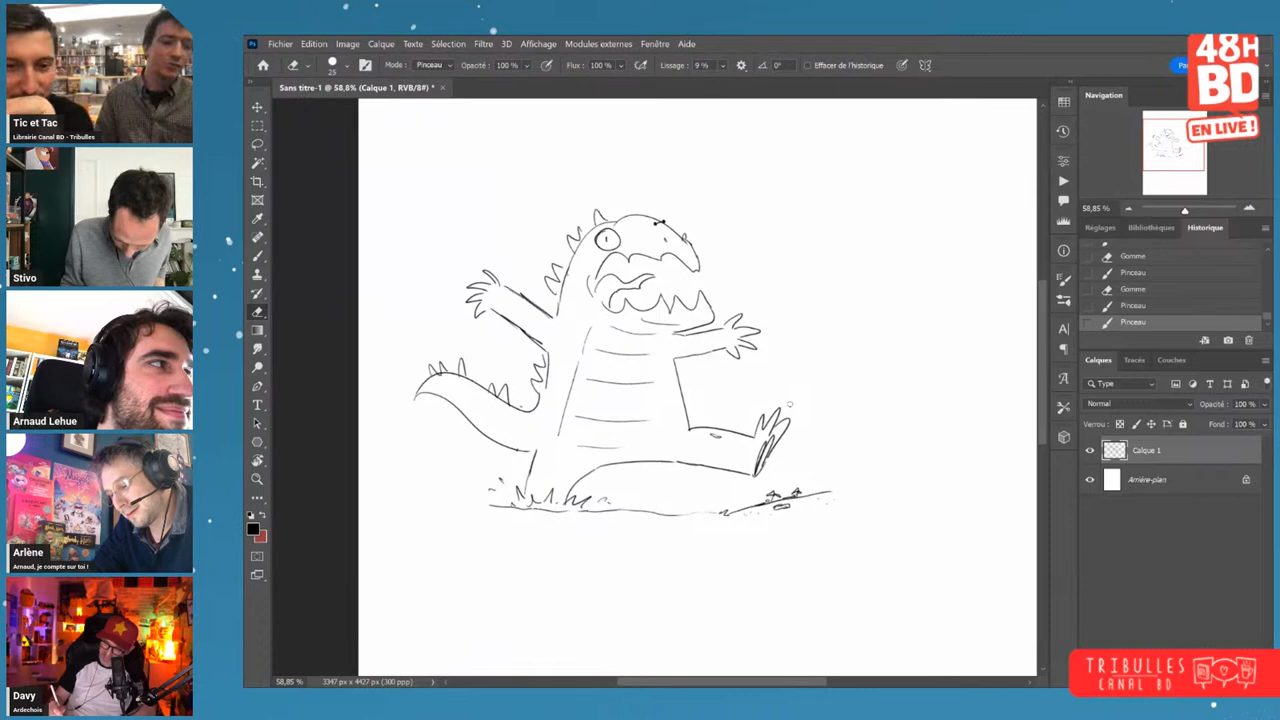 Tic et Tac
Librairie Canal BD - Tribulles
Stivo
Arnaud Lehue
Arlène
Arnaud, je compte sur toi !
Davy
Ardechois
Ps
Fichier Edition Image Calque Texte Sélection Filtre 3D Affichage Modules externes Fenêtre Aide
25
Mode : Pinceau
Opacité : 100 %
Flux : 100 %
Lissage : 9 %
0°
Effacer de l'historique
Sans titre-1 @ 58,8% (Calque 1, RVB/8#) *
48H
BD
EN LIVE !
Navigation
58,85 %
Réglages Bibliothèques Historique
Gomme
Pinceau
Gomme
Pinceau
Pinceau
Calques Tracés Couches
Type
Normal
Opacité : 100 %
Verrou :
Fond : 100 %
Calque 1
Arrière-plan
58,85 %
3347 px x 4427 px (300 ppp)
TRIBULLES
CANAL BD